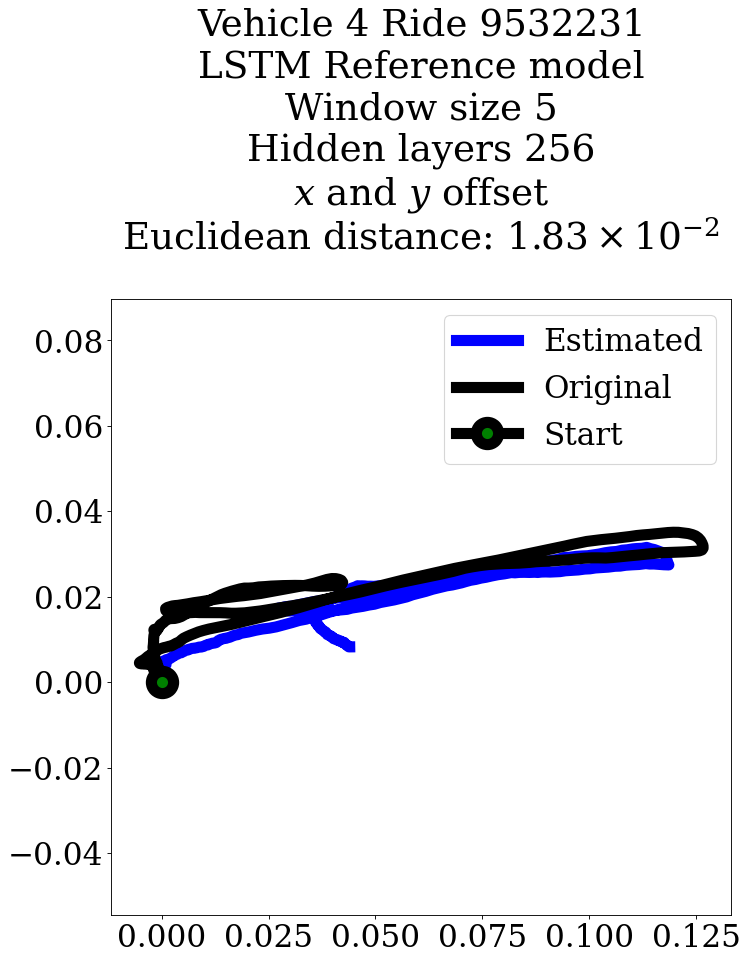 Vehicle 4 Ride 9532231
LSTM Reference model
Window size 5
Hidden layers 256
x and y offset
Euclidean distance: 1.83 × 10⁻²
Estimated
Original
Start
0.08
0.06
0.04
0.02
0.00
−0.02
−0.04
0.000 0.025 0.050 0.075 0.100 0.125